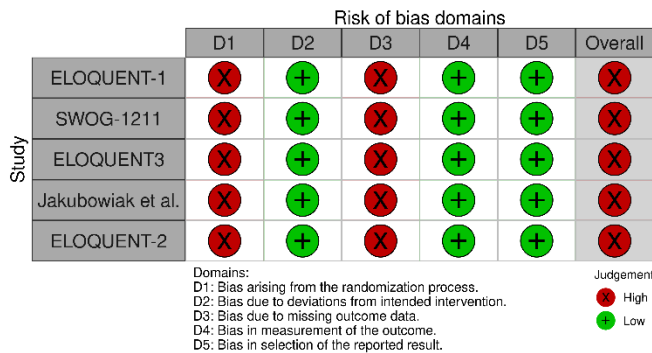 Risk of bias domains
D1 D2 D3 D4 D5 Overall
Study
ELOQUENT-1 X + X + + X
SWOG-1211 X + X + + X
ELOQUENT3 X + X + + X
Jakubowiak et al. X + X + + X
ELOQUENT-2 X + X + + X
Domains:
D1: Bias arising from the randomization process.
D2: Bias due to deviations from intended intervention.
D3: Bias due to missing outcome data.
D4: Bias in measurement of the outcome.
D5: Bias in selection of the reported result.
Judgement
X High
+ Low